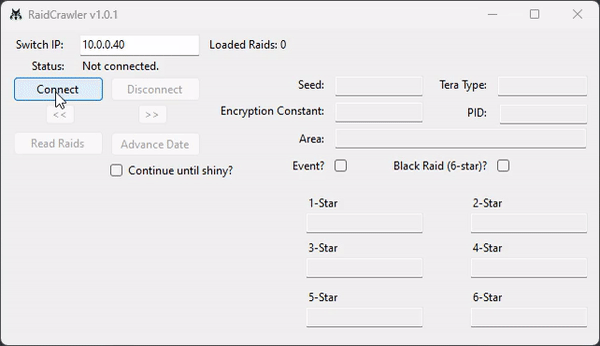 RaidCrawler v1.0.1
Switch IP: 10.0.0.40 Loaded Raids: 0
Status: Not connected.
Connect Disconnect Seed: Tera Type:
<< >> Encryption Constant: PID:
Read Raids Advance Date Area:
Continue until shiny? Event? Black Raid (6-star)?
1-Star 2-Star
3-Star 4-Star
5-Star 6-Star